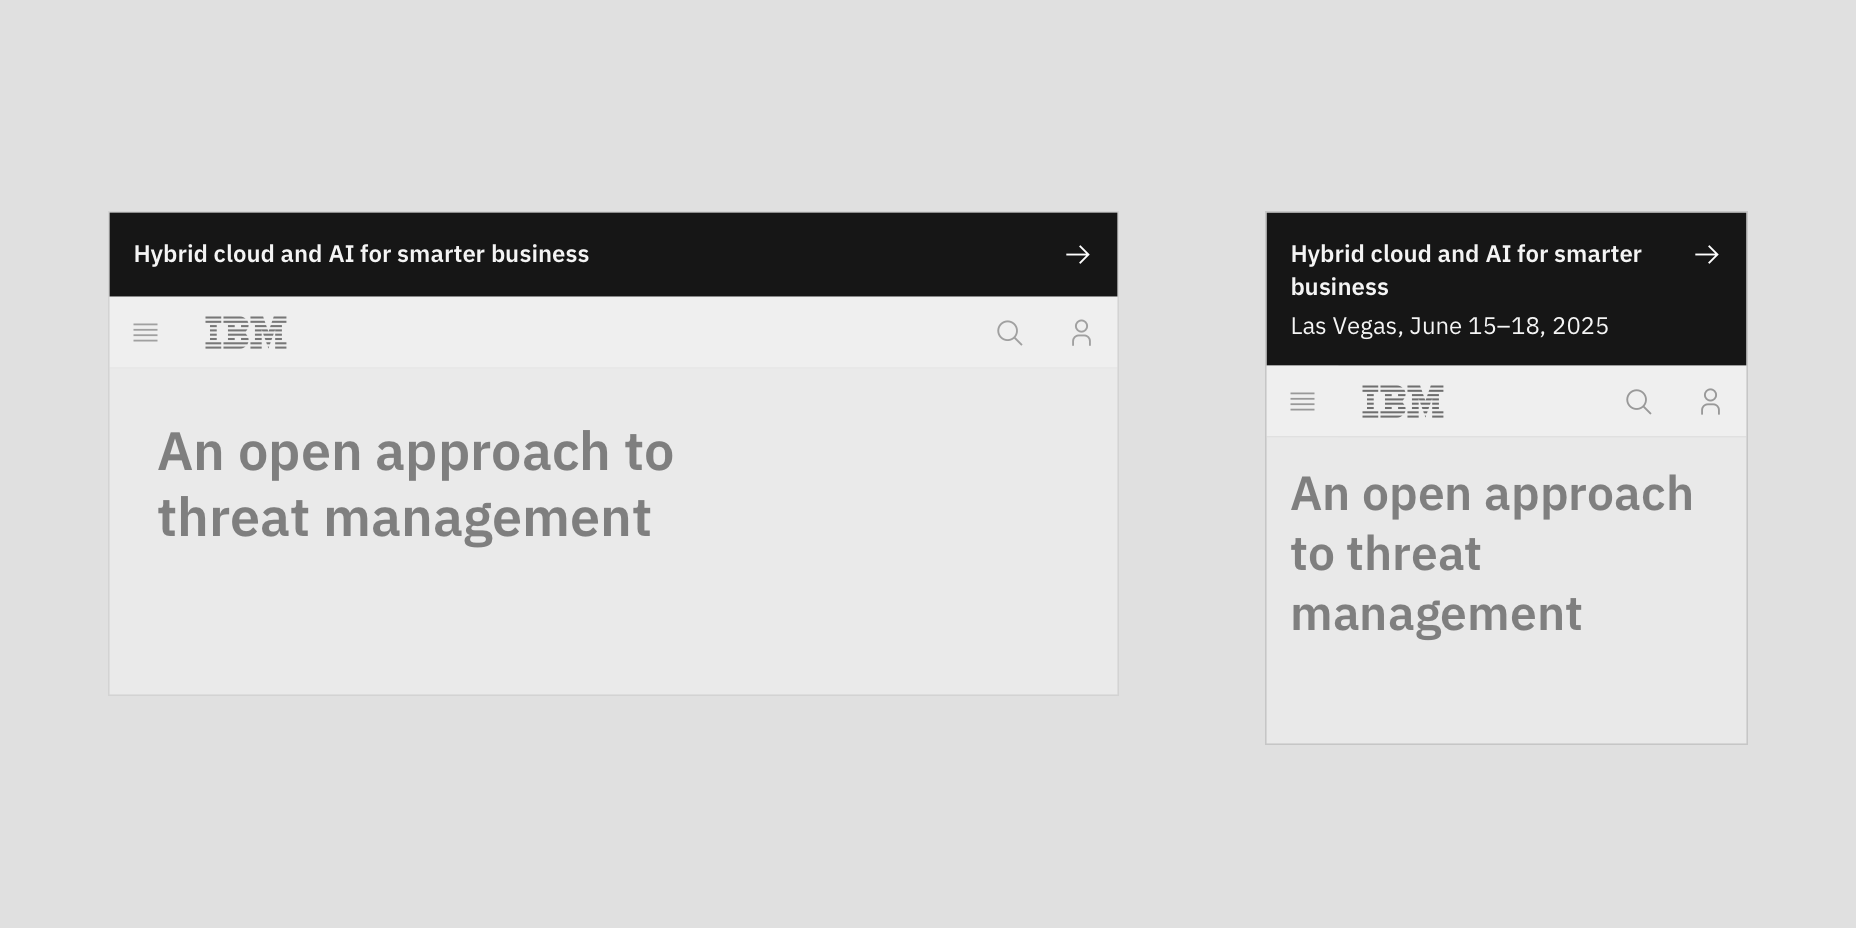 Hybrid cloud and AI for smarter business
IBM
An open approach to
threat management
Hybrid cloud and AI for smarter
business
Las Vegas, June 15–18, 2025
IBM
An open approach
to threat
management